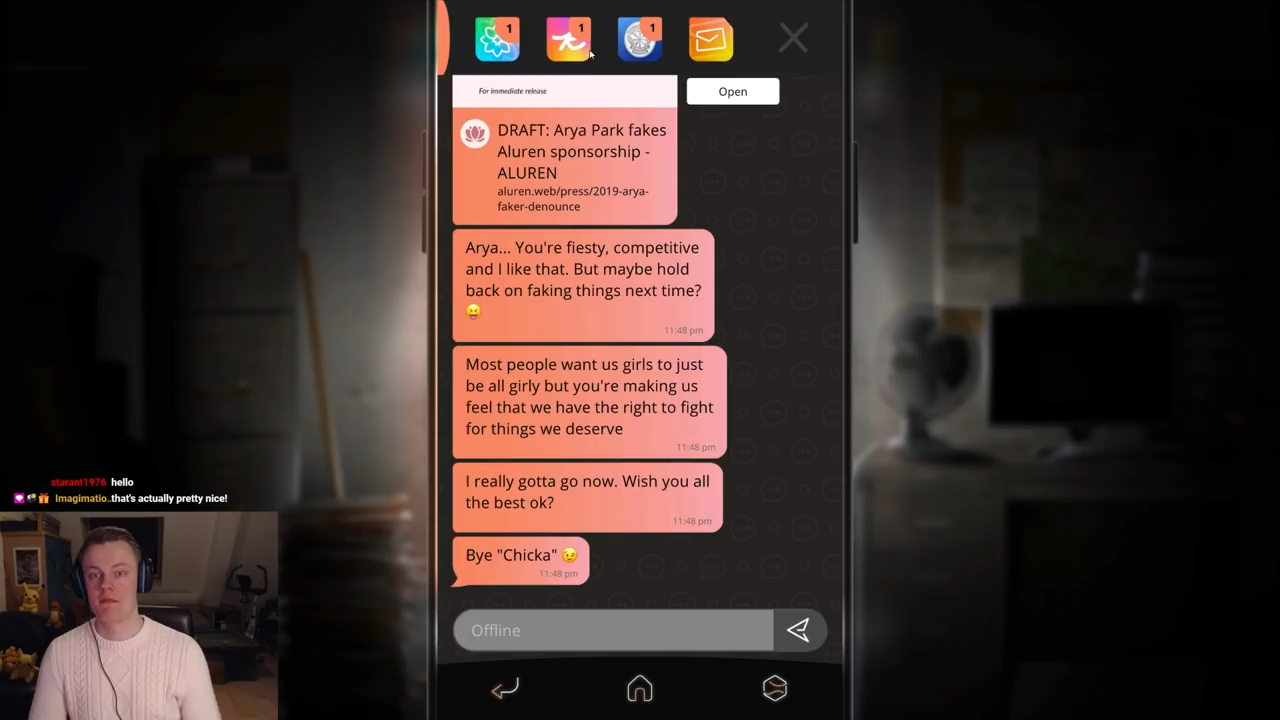 1
1
1
For immediate release
Open
DRAFT: Arya Park fakes
Aluren sponsorship -
ALUREN
aluren.web/press/2019-arya-
faker-denounce
Arya... You're fiesty, competitive
and I like that. But maybe hold
back on faking things next time?
11:48 pm
Most people want us girls to just
be all girly but you're making us
feel that we have the right to fight
for things we deserve
11:48 pm
I really gotta go now. Wish you all
the best ok?
11:48 pm
Bye "Chicka"
11:48 pm
Offline
starant1976 hello
Imagimatio..that's actually pretty nice!